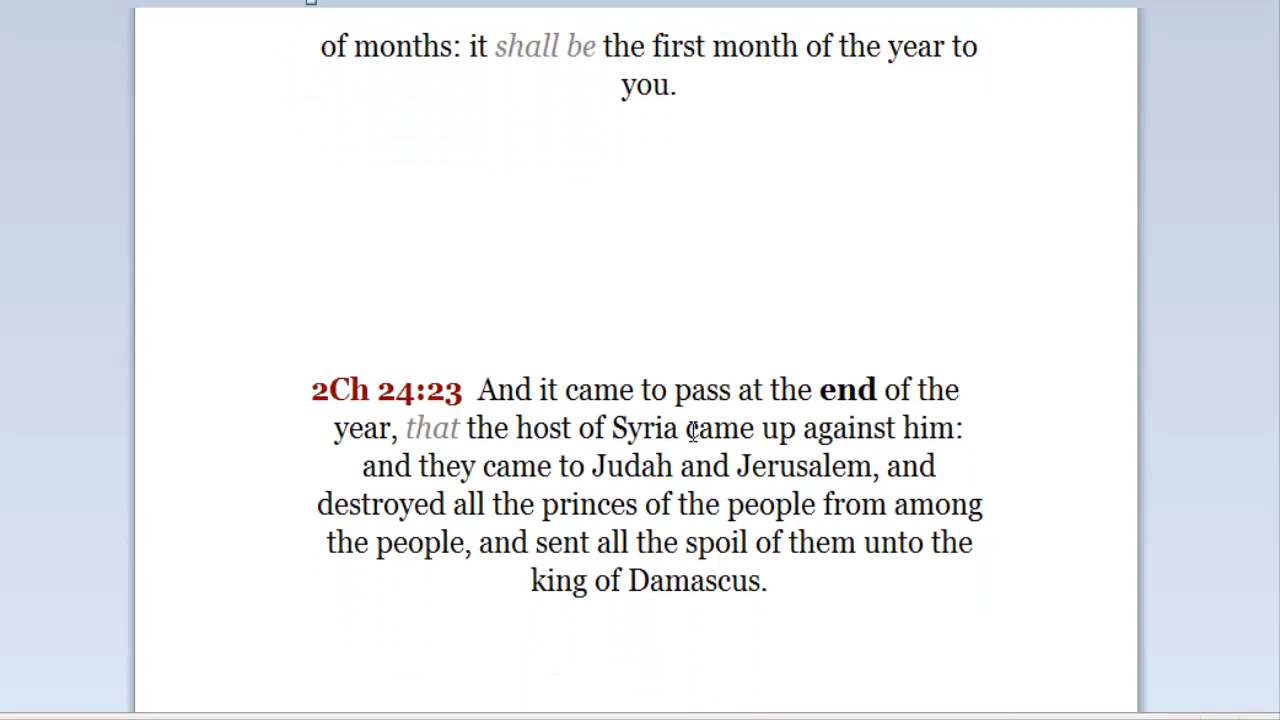 of months: it shall be the first month of the year to
you.
2Ch 24:23 And it came to pass at the end of the
year, that the host of Syria came up against him:
and they came to Judah and Jerusalem, and
destroyed all the princes of the people from among
the people, and sent all the spoil of them unto the
king of Damascus.